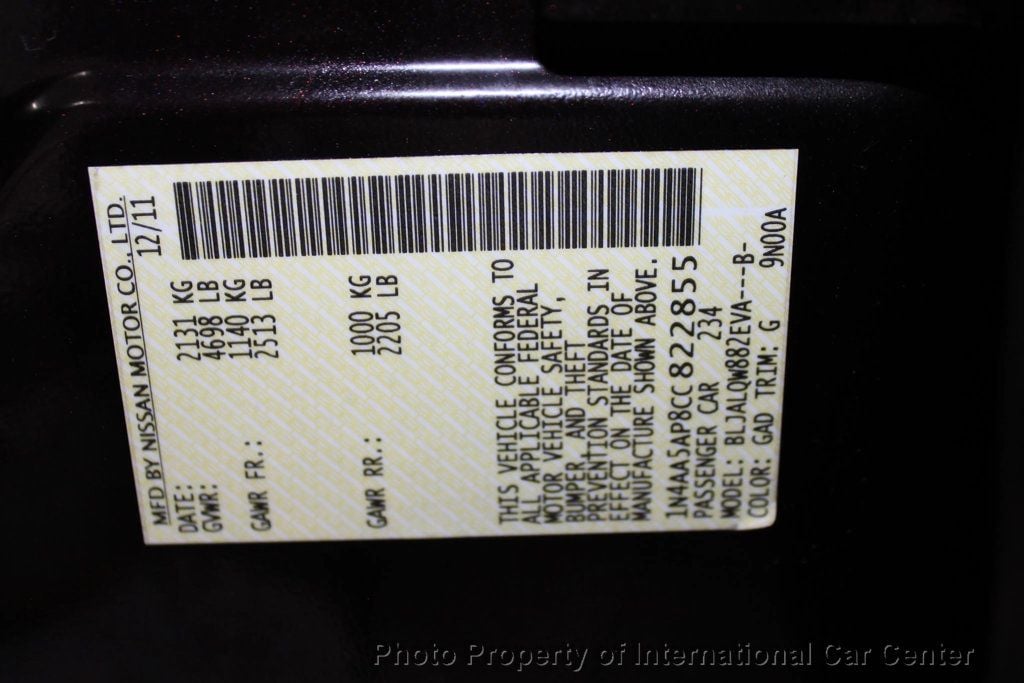 MFD BY NISSAN MOTOR CO., LTD.
DATE: 12/11
GVWR: 2131 KG
4698 LB
GAWR FR.: 1140 KG
2513 LB
GAWR RR.: 1000 KG
2205 LB
THIS VEHICLE CONFORMS TO
ALL APPLICABLE FEDERAL
MOTOR VEHICLE SAFETY,
BUMPER AND THEFT
PREVENTION STANDARDS IN
EFFECT ON THE DATE OF
MANUFACTURE SHOWN ABOVE.
1N4AA5AP8CC822855
PASSENGER CAR 234
MODEL: BLJALQW882EVA---B-
COLOR: GAD TRIM: G 9N00A
Photo Property of International Car Center